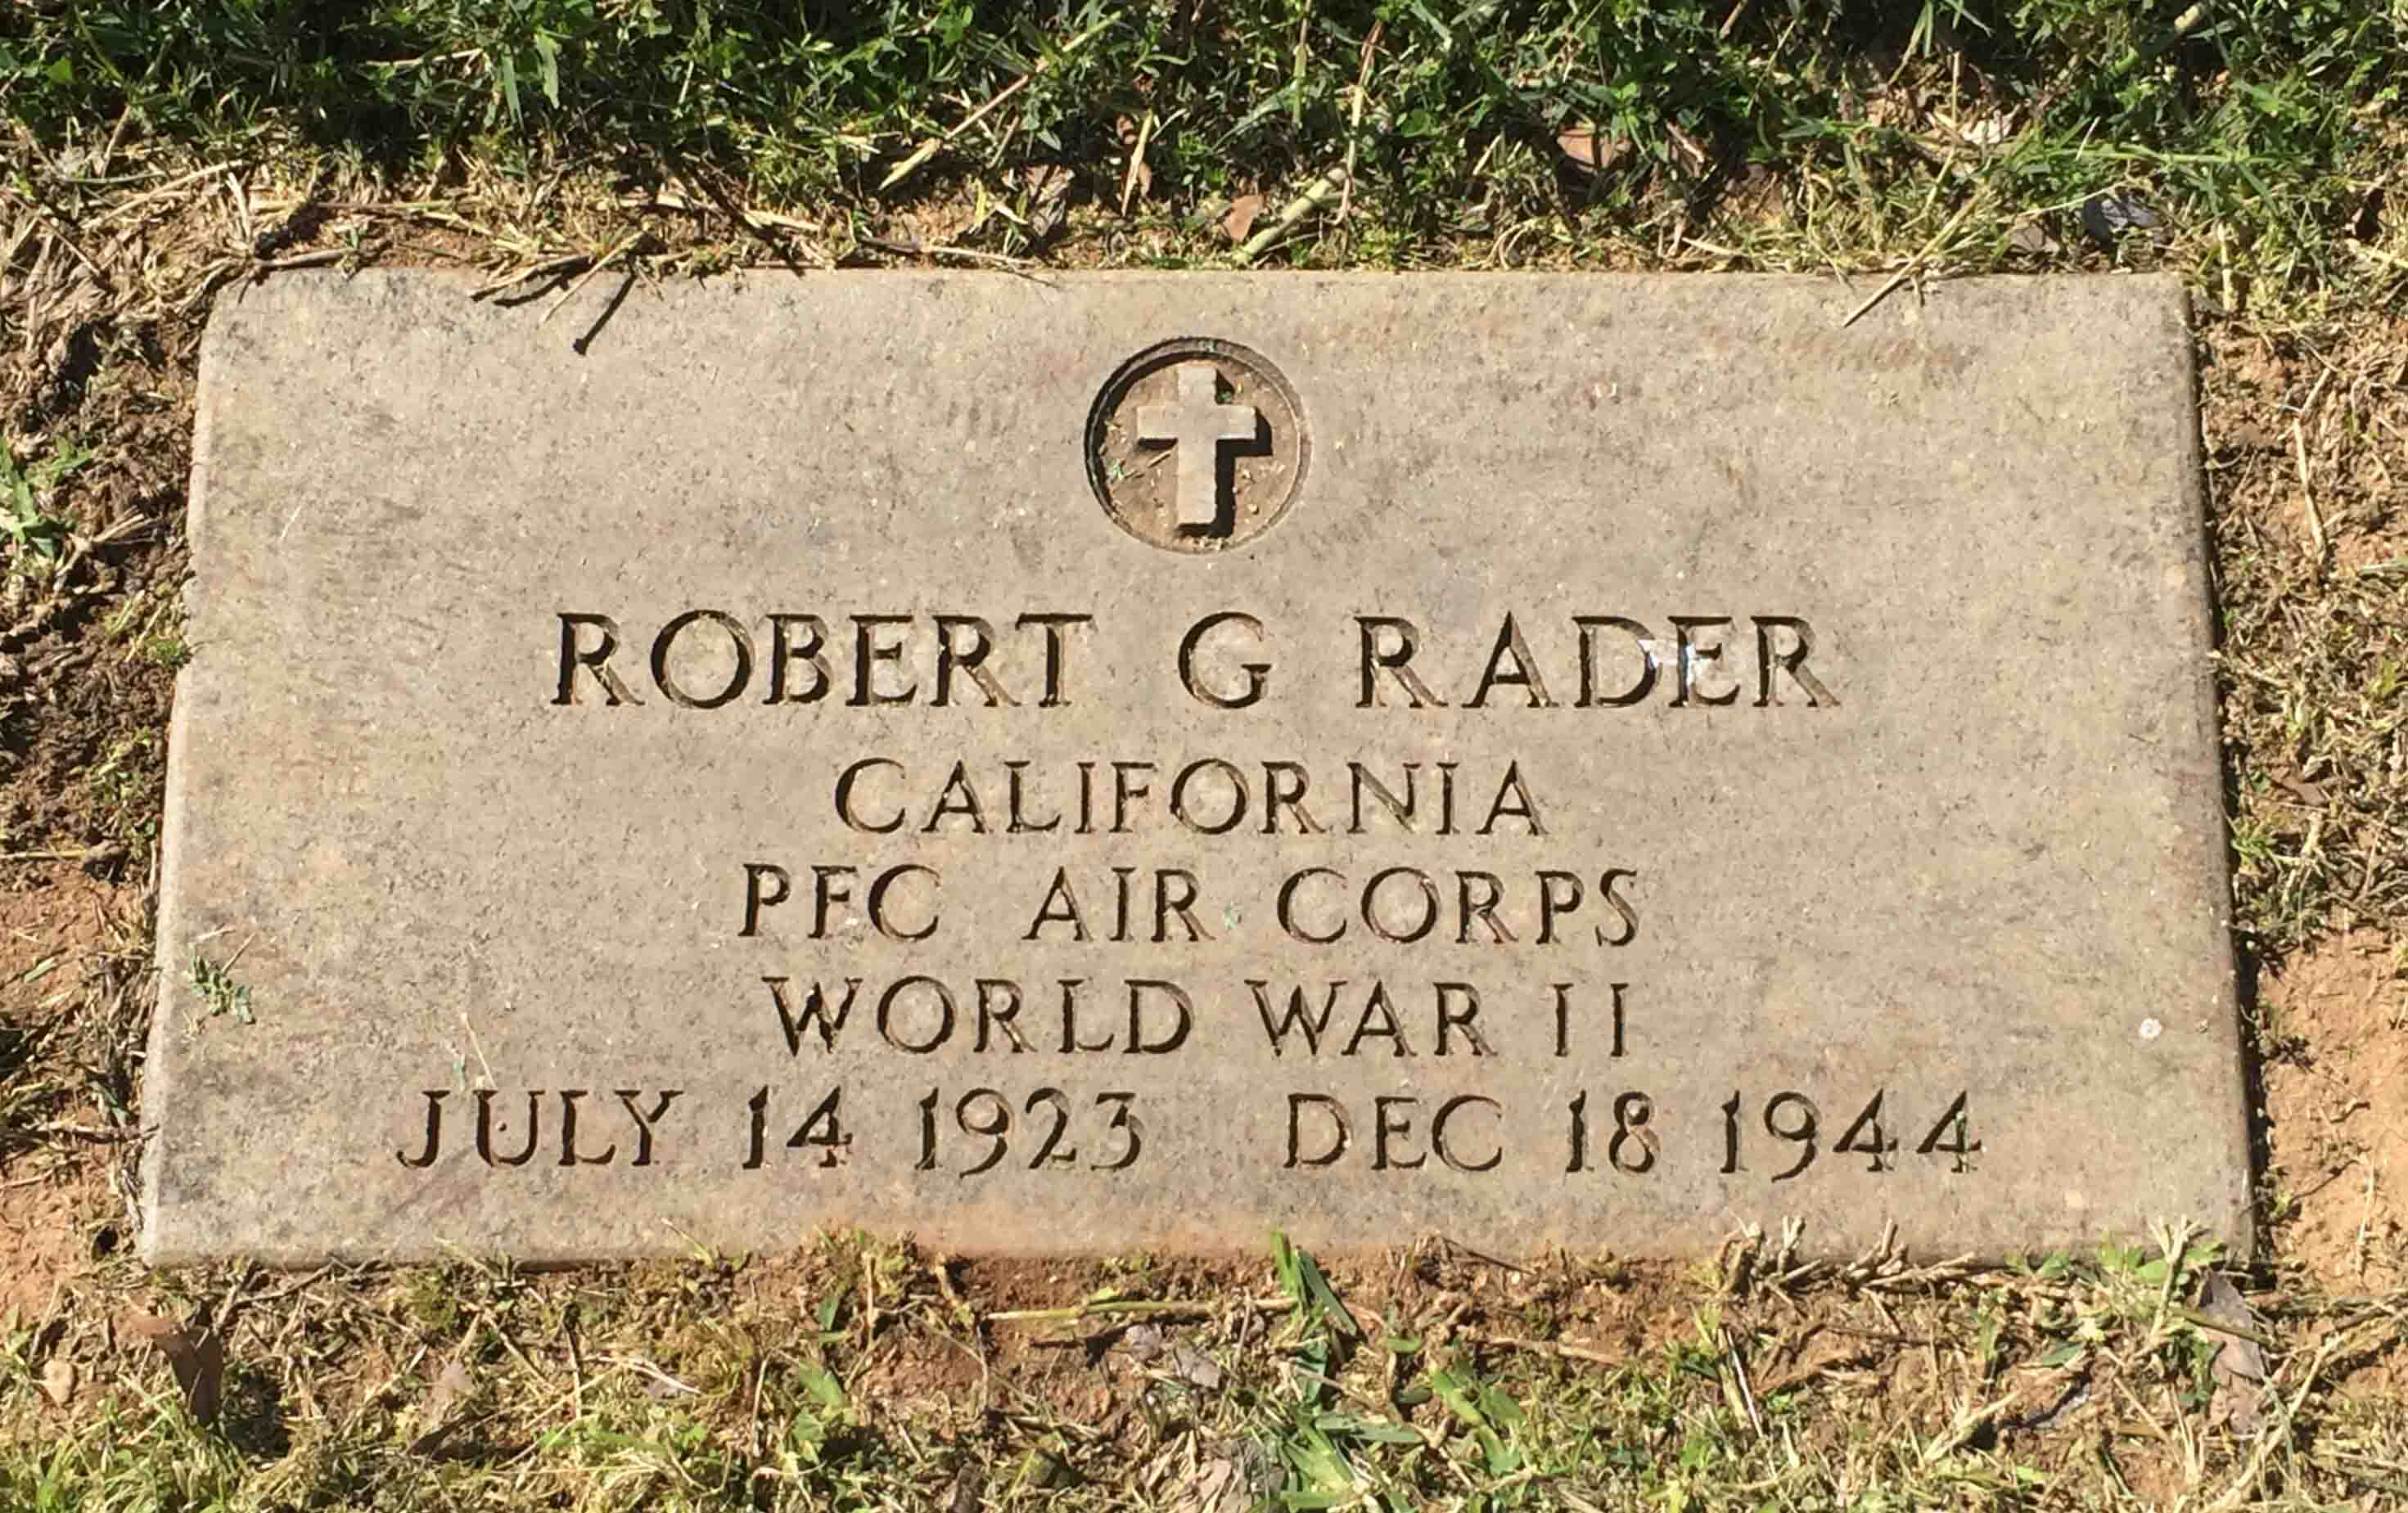 ROBERT G RADER
CALIFORNIA
PFC AIR CORPS
WORLD WAR II
JULY 14 1923 DEC 18 1944